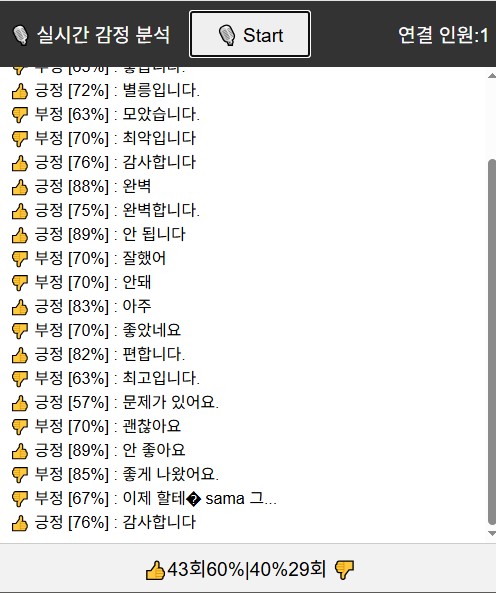 실시간 감정 분석
Start
연결 인원:1
긍정 [72%] : 별릉입니다.
부정 [63%] : 모았습니다.
부정 [70%] : 최악입니다
긍정 [76%] : 감사합니다
긍정 [88%] : 완벽
긍정 [75%] : 완벽합니다.
긍정 [89%] : 안 됩니다
부정 [70%] : 잘했어
부정 [70%] : 안돼
긍정 [83%] : 아주
부정 [70%] : 좋았네요
긍정 [82%] : 편합니다.
부정 [63%] : 최고입니다.
긍정 [57%] : 문제가 있어요.
부정 [70%] : 괜찮아요
긍정 [89%] : 안 좋아요
부정 [85%] : 좋게 나왔어요.
부정 [67%] : 이제 할테� sama 그...
긍정 [76%] : 감사합니다
43회60%|40%29회